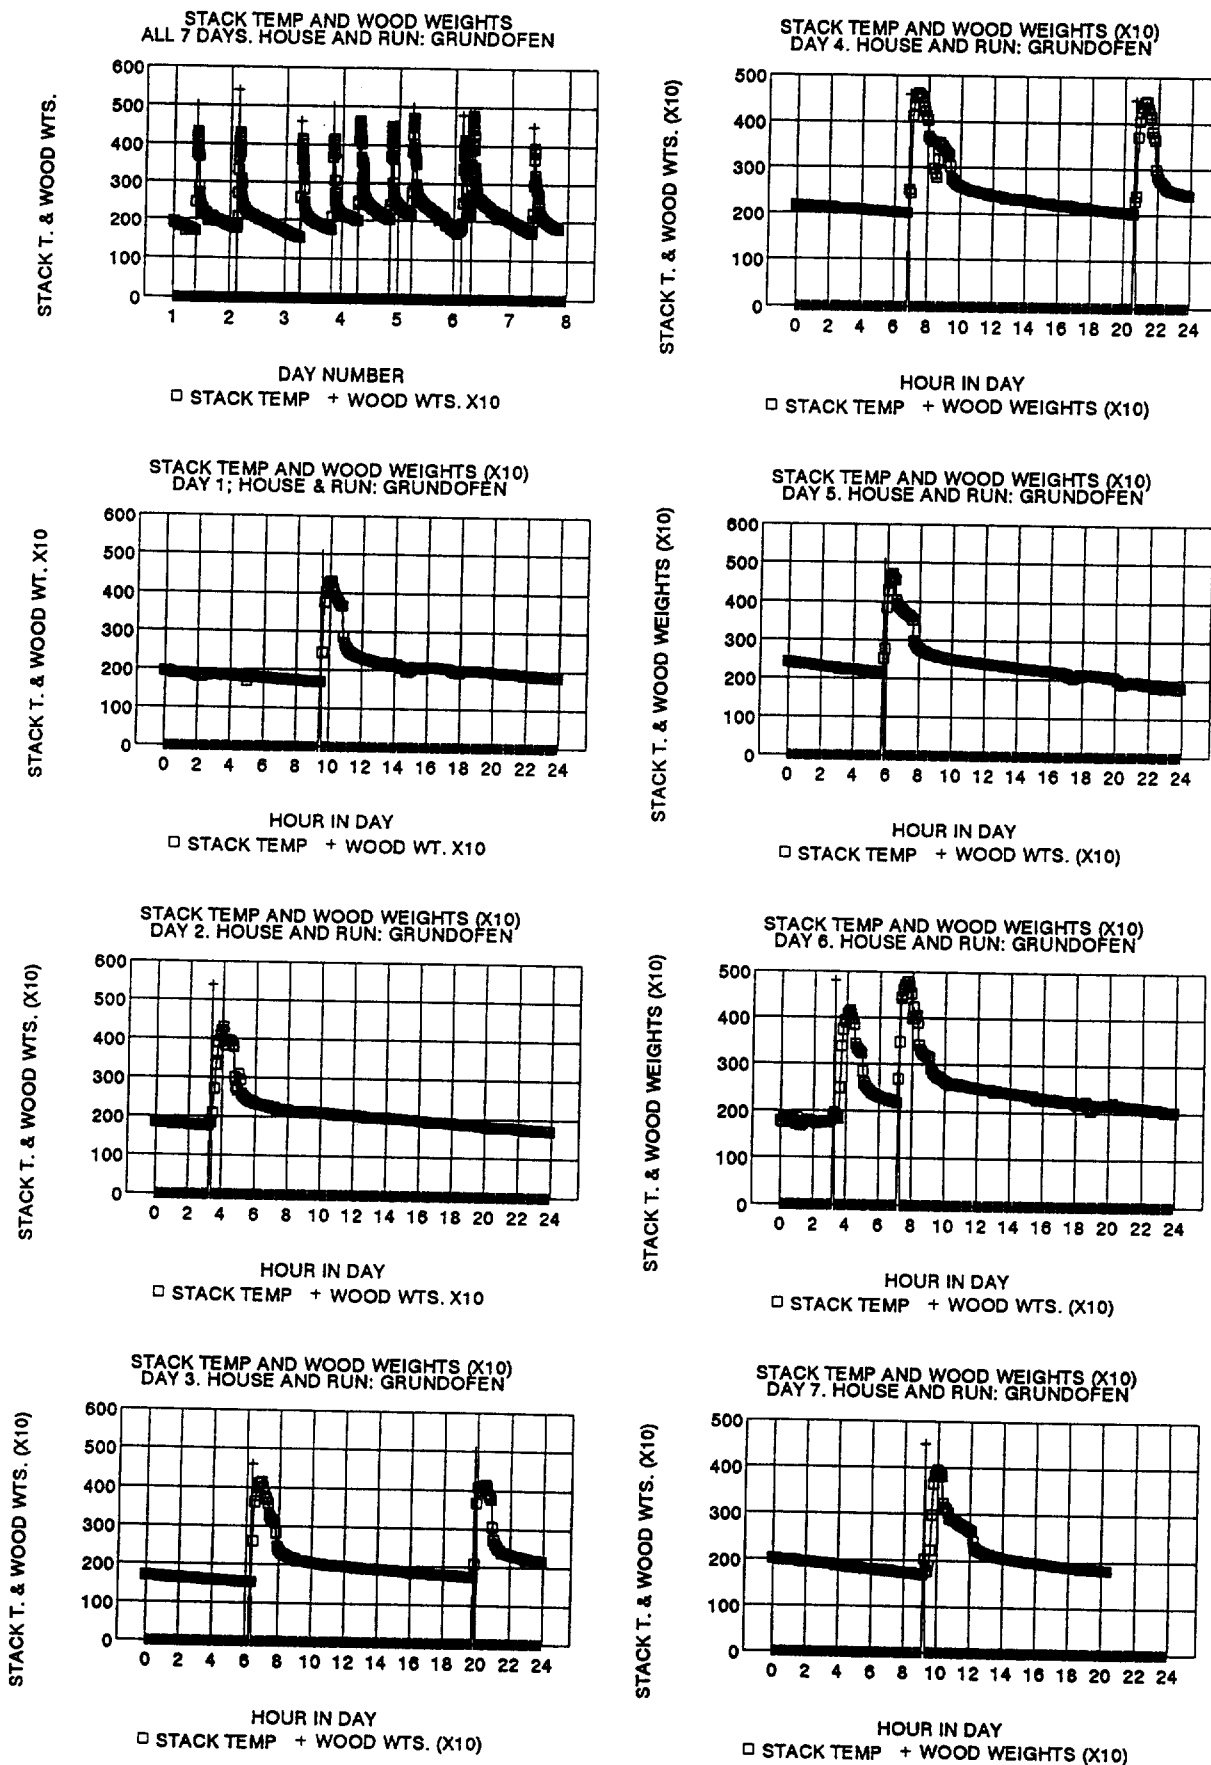 STACK TEMP AND WOOD WEIGHTS
ALL 7 DAYS. HOUSE AND RUN: GRUNDOFEN
STACK T. & WOOD WTS.
600
500
400
300
200
100
0
1 2 3 4 5 6 7 8
DAY NUMBER
□ STACK TEMP + WOOD WTS. X10
STACK TEMP AND WOOD WEIGHTS (X10)
DAY 1; HOUSE & RUN: GRUNDOFEN
STACK T. & WOOD WT. X10
600
500
400
300
200
100
0
0 2 4 6 8 10 12 14 16 18 20 22 24
HOUR IN DAY
□ STACK TEMP + WOOD WT. X10
STACK TEMP AND WOOD WEIGHTS (X10)
DAY 2. HOUSE AND RUN: GRUNDOFEN
STACK T. & WOOD WTS. (X10)
600
500
400
300
200
100
0
0 2 4 6 8 10 12 14 16 18 20 22 24
HOUR IN DAY
□ STACK TEMP + WOOD WTS. X10
STACK TEMP AND WOOD WEIGHTS (X10)
DAY 3. HOUSE AND RUN: GRUNDOFEN
STACK T. & WOOD WTS. (X10)
600
500
400
300
200
100
0
0 2 4 6 8 10 12 14 16 18 20 22 24
HOUR IN DAY
□ STACK TEMP + WOOD WTS. (X10)
STACK TEMP AND WOOD WEIGHTS (X10)
DAY 4. HOUSE AND RUN: GRUNDOFEN
STACK T. & WOOD WTS. (X10)
500
400
300
200
100
0
0 2 4 6 8 10 12 14 16 18 20 22 24
HOUR IN DAY
□ STACK TEMP + WOOD WEIGHTS (X10)
STACK TEMP AND WOOD WEIGHTS (X10)
DAY 5. HOUSE AND RUN: GRUNDOFEN
STACK T. & WOOD WEIGHTS (X10)
600
500
400
300
200
100
0
0 2 4 6 8 10 12 14 16 18 20 22 24
HOUR IN DAY
□ STACK TEMP + WOOD WTS. (X10)
STACK TEMP AND WOOD WEIGHTS (X10)
DAY 6. HOUSE AND RUN: GRUNDOFEN
STACK T. & WOOD WEIGHTS (X10)
500
400
300
200
100
0
0 2 4 6 8 10 12 14 16 18 20 22 24
HOUR IN DAY
□ STACK TEMP + WOOD WTS. (X10)
STACK TEMP AND WOOD WEIGHTS (X10)
DAY 7. HOUSE AND RUN: GRUNDOFEN
STACK T. & WOOD WTS. (X10)
500
400
300
200
100
0
0 2 4 6 8 10 12 14 16 18 20 22 24
HOUR IN DAY
□ STACK TEMP + WOOD WEIGHTS (X10)